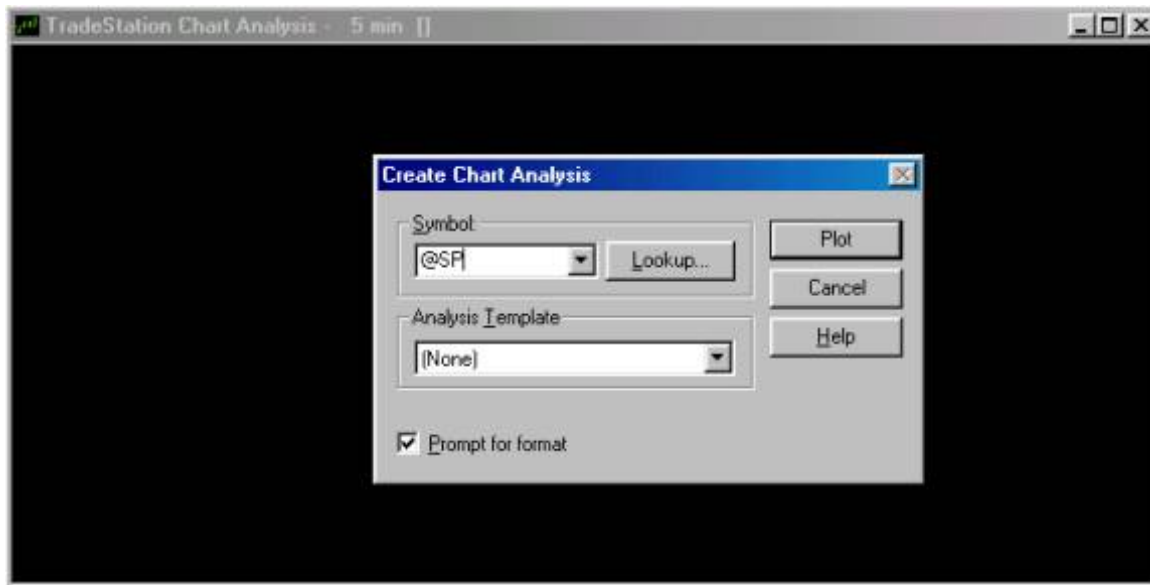 TradeStation Chart Analysis - 5 min []
Create Chart Analysis
Symbol:
@SP
Lookup...
Plot
Cancel
Analysis Template
Help
(None)
Prompt for format